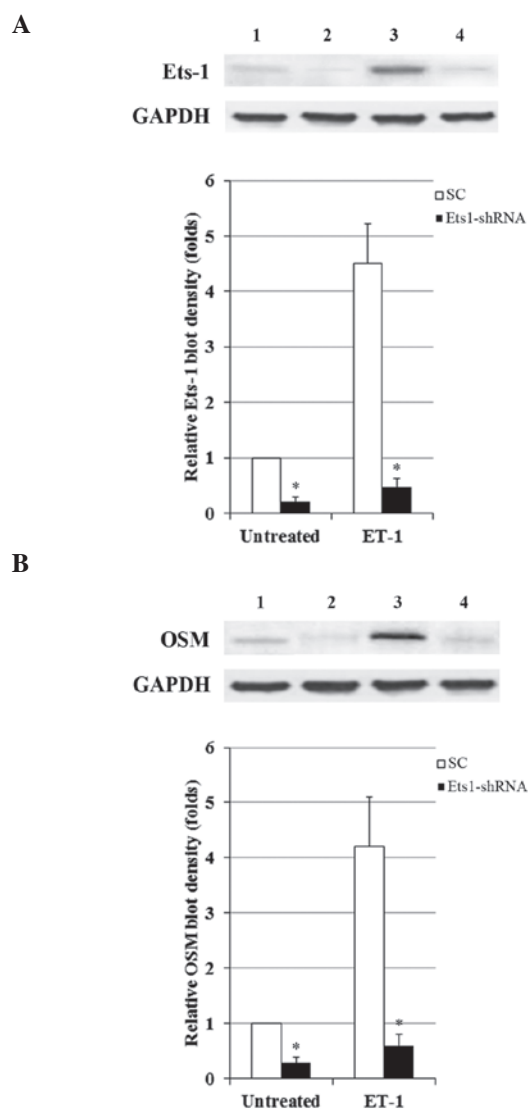 A
1 2 3 4
Ets-1
GAPDH
Relative Ets-1 blot density (folds)
6
5
4
3
2
1
0
SC
Ets1-shRNA
*
*
Untreated ET-1
B
1 2 3 4
OSM
GAPDH
Relative OSM blot density (folds)
6
5
4
3
2
1
0
SC
Ets1-shRNA
*
*
Untreated ET-1